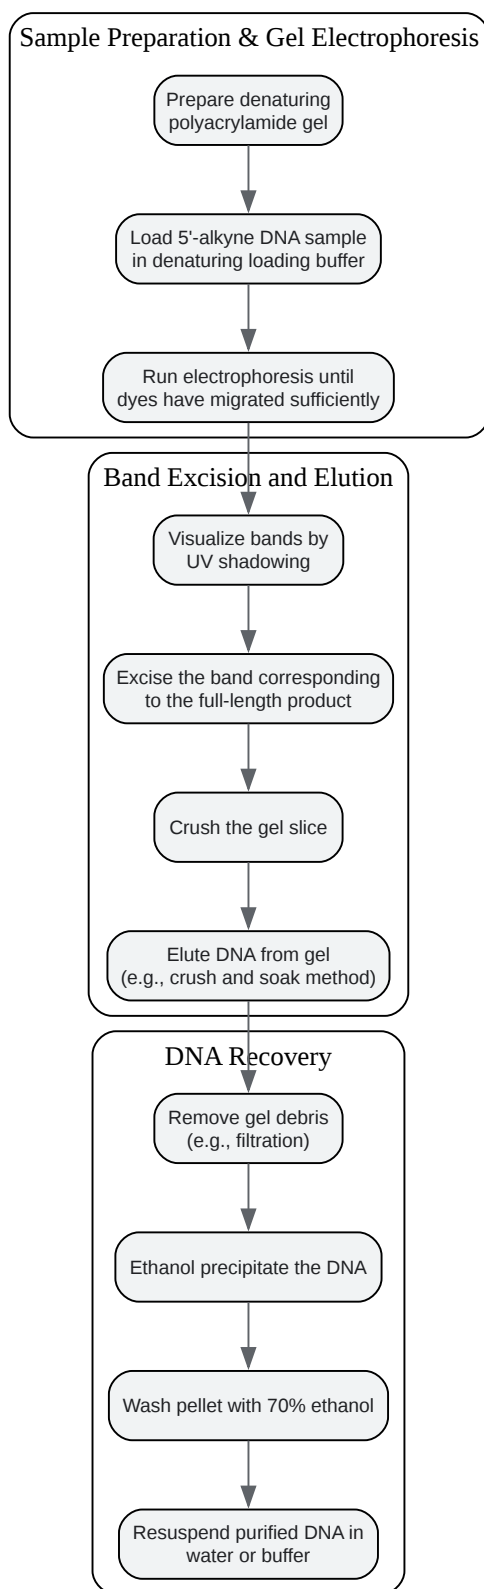 Sample Preparation & Gel Electrophoresis
Prepare denaturing
polyacrylamide gel
Load 5'-alkyne DNA sample
in denaturing loading buffer
Run electrophoresis until
dyes have migrated sufficiently
Band Excision and Elution
Visualize bands by
UV shadowing
Excise the band corresponding
to the full-length product
Crush the gel slice
Elute DNA from gel
(e.g., crush and soak method)
DNA Recovery
Remove gel debris
(e.g., filtration)
Ethanol precipitate the DNA
Wash pellet with 70% ethanol
Resuspend purified DNA in
water or buffer